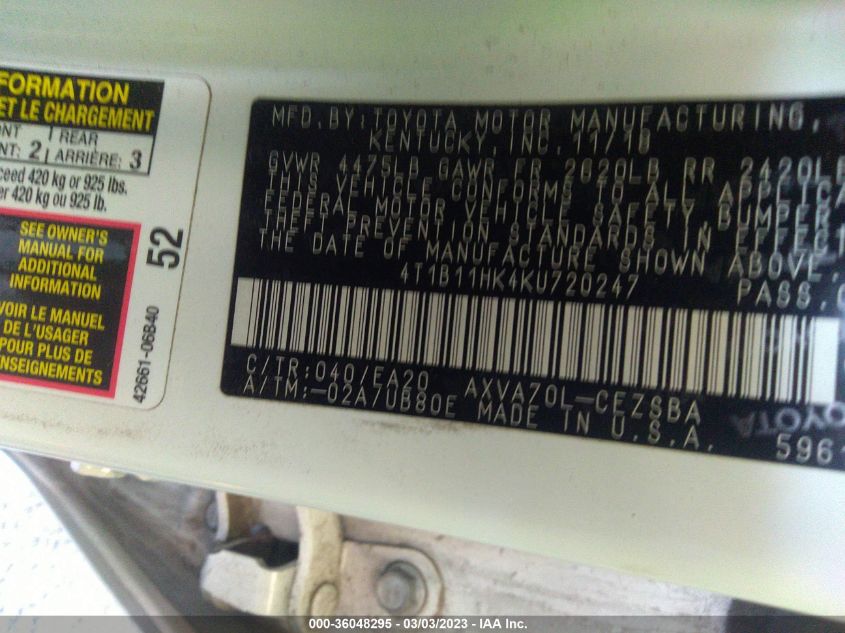 FORMATION
ET LE CHARGEMENT
REAR
ARRIÈRE: 3
NT: 2
420 kg or 925 lbs.
420 kg ou 925 lb.
SEE OWNER'S
MANUAL FOR
ADDITIONAL
INFORMATION
VOIR LE MANUEL
DE L'USAGER
POUR PLUS DE
ENSEIGNEMENTS
52
42661-06B40
MFD. BY: TOYOTA MOTOR MANUFACTURING,
KENTUCKY, INC. 11/18
GVWR 4475LB GAWR FR 2620LB RR 2420LB
THIS VEHICLE CONFORMS TO ALL APPLICA
FEDERAL MOTOR VEHICLE SAFETY, BUMPER
THEFT PREVENTION STANDARDS IN EFFECT
THE DATE OF MANUFACTURE SHOWN ABOVE.
4T1B11HK4KU720247 PASS.
C/TR: 040/EA20 AXVA70L-CEZSBA
A/TM: -02A/UB80E MADE IN U.S.A.
TOYOTA
596
000-36048295 - 03/03/2023 - IAA Inc.